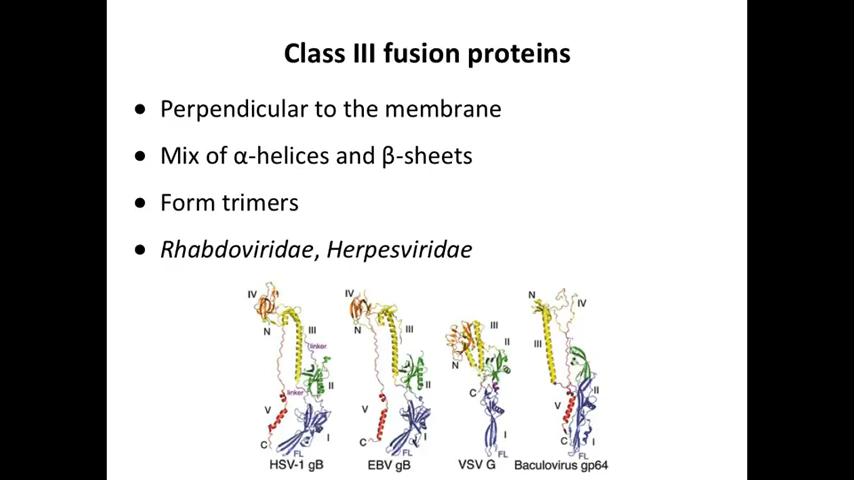 Class III fusion proteins
● Perpendicular to the membrane
● Mix of α-helices and β-sheets
● Form trimers
● Rhabdoviridae, Herpesviridae
IV
N
III
linker
II
linker
V
I
C
FL
HSV-1 gB
IV
N
III
II
V
I
C
FL
EBV gB
III
II
N
C
I
FL
VSV G
N
IV
III
II
V
C
I
FL
Baculovirus gp64